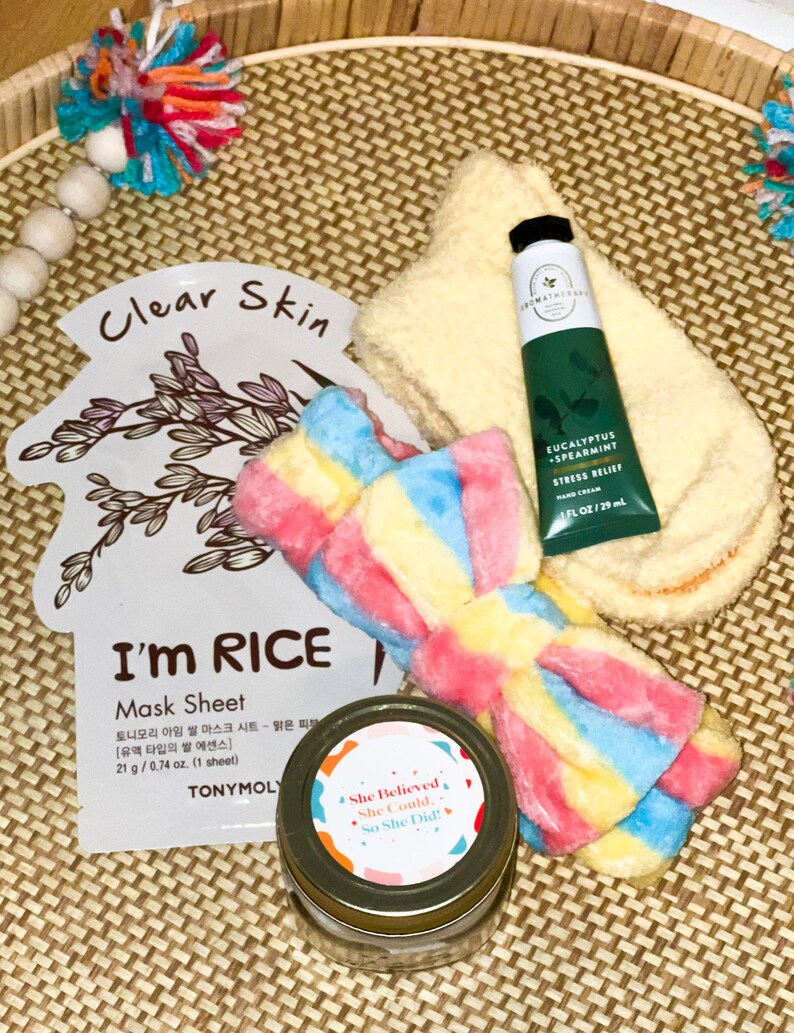 Clear Skin
I'm RICE
Mask Sheet
토니모리 아임 쌀 마스크 시트 - 맑은 피부
[유액 타입의 쌀 에센스]
21 g / 0.74 oz. (1 sheet)
TONYMOLY
AROMATHERAPY
EUCALYPTUS
+SPEARMINT
STRESS RELIEF
HAND CREAM
1 FL OZ / 29 mL
She Believed
She Could,
So She Did!